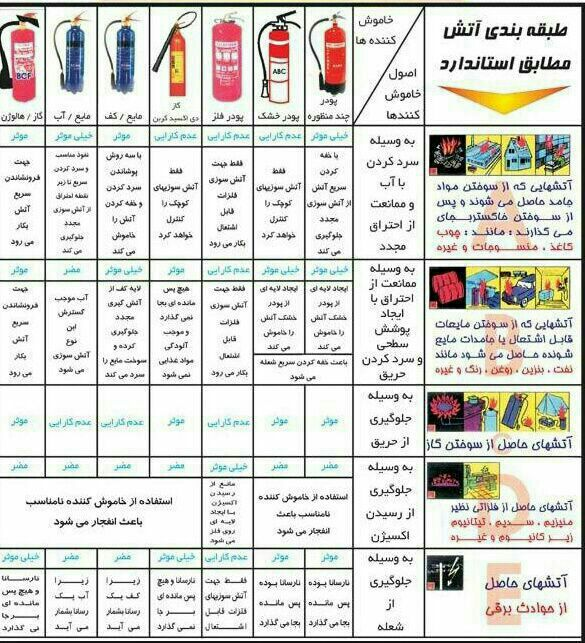 طبقه بندی آتش
مطابق استاندارد
خاموش
کننده ها
اصول
خاموش
کنندها
پودر
چند منظوره
پودر خشک
پودر فلز
گاز
دی اکسید کربن
مایع / کف
مایع / آب
گاز / هالوژن
ABC
BCF
A
آتشهایی که از سوختن مواد
جامد حاصل می شوند و پس
از سوختن خاکستربجای
می گذارند : مانند : چوب
کاغذ ، منسوجات و غیره
به وسیله
سرد کردن
با آب
و ممانعت
از احتراق
مجدد
خیلی موثر
با خفه
کردن
سریع آتش
از آتش سوزی
مجدد
جلوگیری
می کند
عدم کارایی
فقط
آتش سوزیهای
کوچک را
کنترل
خواهد کرد
عدم کارایی
فقط جهت
آتش سوزی
فلزات
قابل
اشتعال
بکار می رود
عدم کارایی
فقط
آتش سوزیهای
کوچک را
کنترل
خواهد کرد
موثر
با سه روش
پوشاندن
سرد کردن
و خفه کردن
آتش را
خاموش
می کند
خیلی موثر
نفوذ مناسب
و سرد کردن
سریع تا زیر
نقطه احتراق
از آتش سوزی
مجدد
جلوگیری
می کند
موثر
جهت
فرونشاندن
سریع
آتش
بکار
می رود
B
آتشهایی که از سوختن مایعات
قابل اشتعال یا جامدات مایع
شونده حاصل می شود مانند
نفت ، بنزین ، روغن ، رنگ و غیره
به وسیله
ممانعت از
احتراق با
ایجاد
پوشش
سطحی
و سرد کردن
حریق
خیلی موثر
ایجاد لایه ای
از پودر
خشک آتش
را خاموش
می کند
خیلی موثر
ایجاد لایه ای
از پودر
خشک آتش
را خاموش
می کند
باعث خفه کردن سریع شعله
می شود
عدم کارایی
فقط جهت
آتش سوزی
فلزات
قابل
اشتعال
بکار می رود
موثر
هیچ پس
مانده ای بجا
نمی گذارد
و موجب
آلودگی
مواد غذایی
نمی شود
خیلی موثر
لایه کف از
آتش گیری
مجدد
جلوگیری
کرده و
سوخت مایع را
سرد می کند
مضر
آب موجب
گسترش
این
نوع
آتش سوزی
می شود
موثر
جهت
فرونشاندن
سریع
آتش
بکار
می رود
C
آتشهای حاصل از سوختن گاز
به وسیله
جلوگیری
از حریق
موثر
موثر
عدم کارایی
موثر
عدم کارایی
عدم کارایی
موثر
D
آتشهای حاصل از فلزاتی نظیر
منیزیم ، سدیم ، تیتانیوم
زیر کانیوم و غیره
به وسیله
جلوگیری
از رسیدن
اکسیژن
مضر
مضر
استفاده از خاموش کننده
نامناسب باعث
انفجار می شود
خیلی موثر
مانع از
رسیدن
اکسیژن
با ایجاد
لایه ای
روی فلز
می شود
مضر
مضر
مضر
مضر
استفاده از خاموش کننده نامناسب
باعث انفجار می شود
E
آتشهای حاصل
از حوادث برقی
به وسیله
جلوگیری
از
شعله
موثر
نارسانا بوده
پس مانده
بجا می گذارد
موثر
نارسانا بوده
پس مانده
بجا می گذارد
عدم کارایی
فقط جهت
آتش سوزی
فلزات قابل
اشتعال
خیلی موثر
نارسانا و هیچ
پس مانده ای
بر جا
نمی گذارد
مضر
زیرا
کف یک
رسانا بشمار
می آید
مضر
زیرا
آب یک
رسانا بشمار
می آید
خیلی موثر
نارسانا
و هیچ پس
مانده ای
بر جا
نمی گذارد